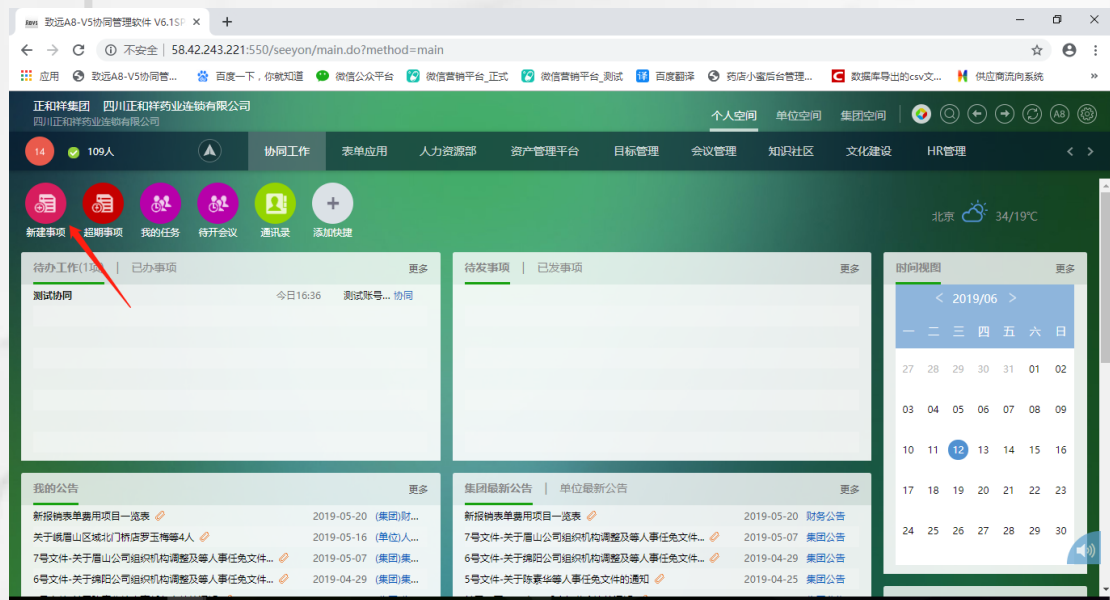 致远A8-V5协同管理软件 V6.1SP
不安全 58.42.243.221:550/seeyon/main.do?method=main
应用 致远A8-V5协同管... 百度一下，你就知道 微信公众平台 微信营销平台_正式 微信营销平台_测试 百度翻译 药店小蜜后台管理... 数据库导出的csv文... 供应商流向系统 »
正和祥集团 四川正和祥药业连锁有限公司
四川正和祥药业连锁有限公司
个人空间 单位空间 集团空间 A8
14 109人 协同工作 表单应用 人力资源部 资产管理平台 目标管理 会议管理 知识社区 文化建设 HR管理
新建事项 超期事项 我的任务 待开会议 通讯录 添加快捷
北京 34/19℃
待办工作(1项) 已办事项 更多
测试协同 今日16:36 测试账号... 协同
待发事项 已发事项 更多
时间视图 更多
< 2019/06 >
一 二 三 四 五 六 日
27 28 29 30 31 01 02
03 04 05 06 07 08 09
10 11 12 13 14 15 16
17 18 19 20 21 22 23
24 25 26 27 28 29 30
我的公告 更多
新报销表单费用项目一览表 2019-05-20 (集团)财...
关于峨眉山区域北门桥店罗玉梅等4人 2019-05-16 (单位)人...
7号文件-关于眉山公司组织机构调整及等人事任免文件... 2019-05-07 (集团)集...
6号文件-关于绵阳公司组织机构调整及等人事任免文件... 2019-04-29 (集团)集...
集团最新公告 单位最新公告 更多
新报销表单费用项目一览表 2019-05-20 财务公告
7号文件-关于眉山公司组织机构调整及等人事任免文件... 2019-05-07 集团公告
6号文件-关于绵阳公司组织机构调整及等人事任免文件... 2019-04-29 集团公告
5号文件-关于陈素华等人事任免文件的通知 2019-04-25 集团公告